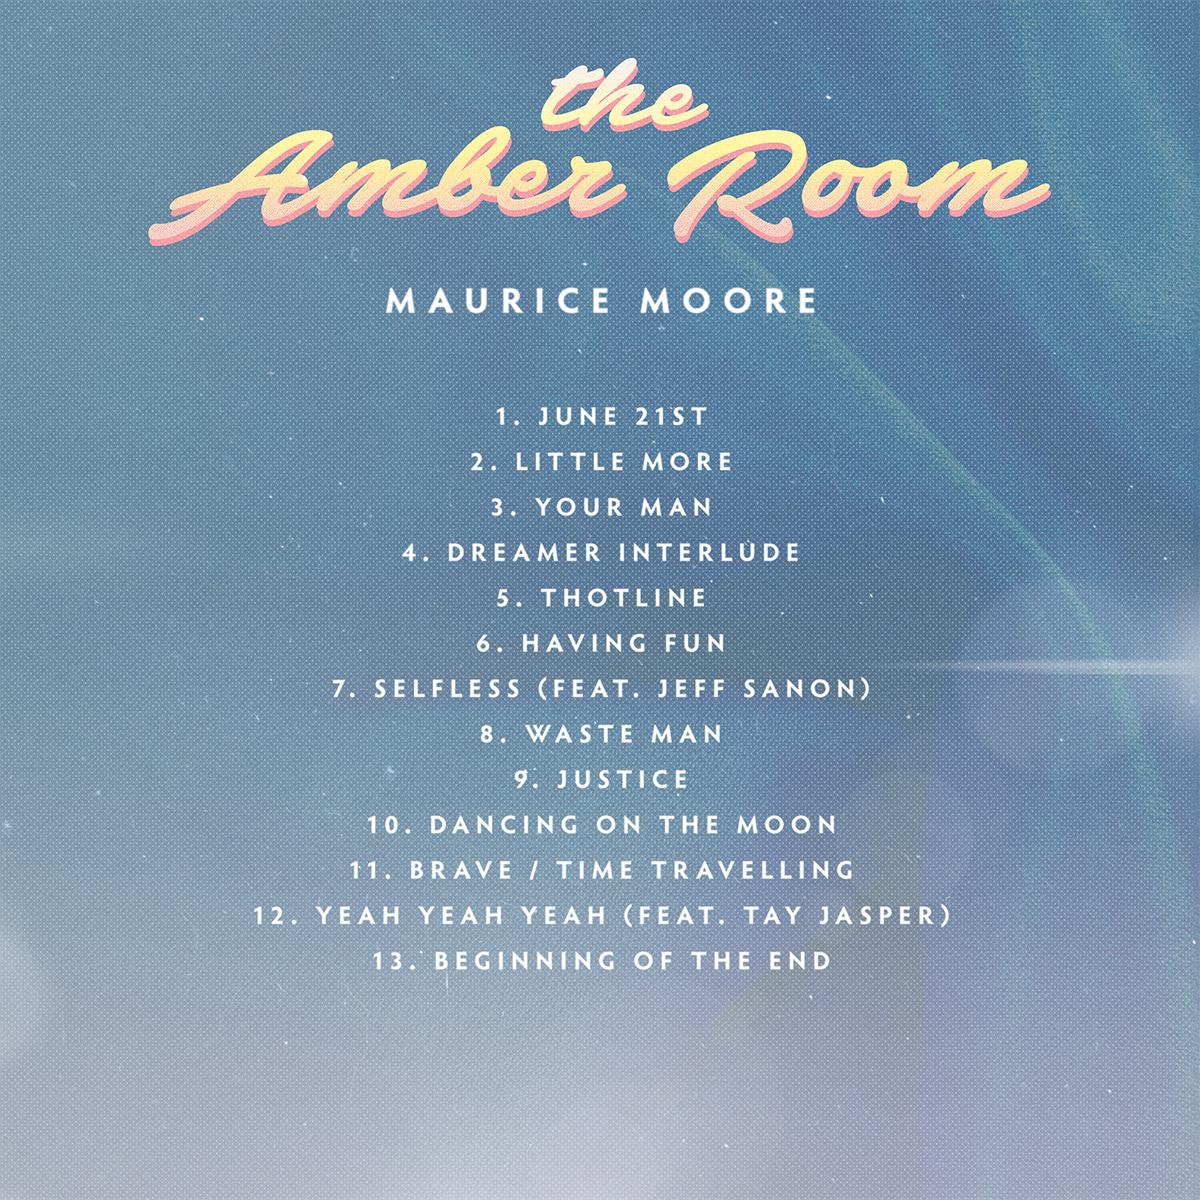 the
Amber Room
MAURICE MOORE
1. JUNE 21ST
2. LITTLE MORE
3. YOUR MAN
4. DREAMER INTERLUDE
5. THOTLINE
6. HAVING FUN
7. SELFLESS (FEAT. JEFF SANON)
8. WASTE MAN
9. JUSTICE
10. DANCING ON THE MOON
11. BRAVE / TIME TRAVELLING
12. YEAH YEAH YEAH (FEAT. TAY JASPER)
13. BEGINNING OF THE END